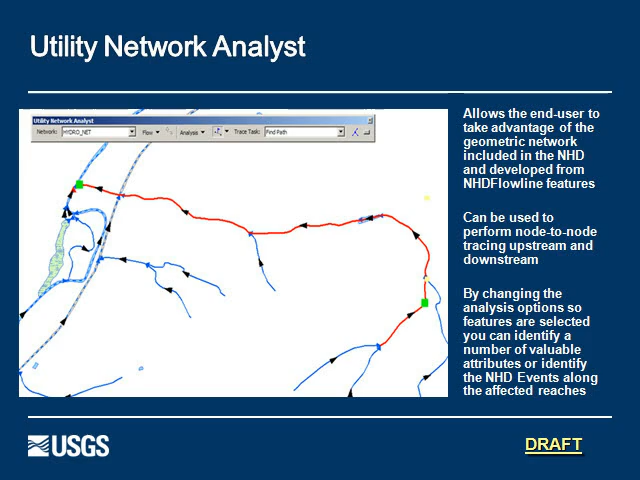 Utility Network Analyst
Utility Network Analyst
Network: HYDRO_NET Flow Analysis Trace Task: Find Path
Allows the end-user to
take advantage of the
geometric network
included in the NHD
and developed from
NHDFlowline features
Can be used to
perform node-to-node
tracing upstream and
downstream
By changing the
analysis options so
features are selected
you can identify a
number of valuable
attributes or identify
the NHD Events along
the affected reaches
USGS
DRAFT